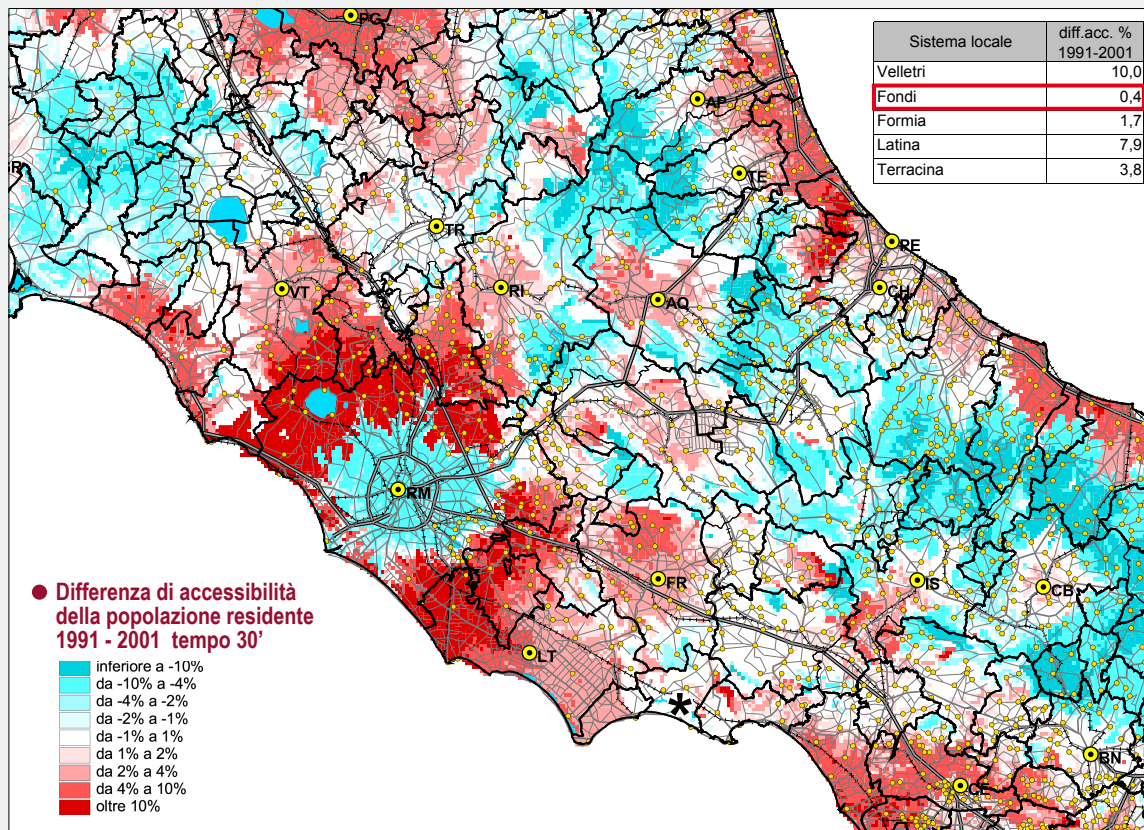 Sistema locale diff.acc. % 1991-2001
Velletri 10,0
Fondi 0,4
Formia 1,7
Latina 7,9
Terracina 3,8
PG
AP
TE
TR
PE
VT
RI
AQ
CH
RM
FR
IS
CB
LT
*
BN
CE
Differenza di accessibilità
della popolazione residente
1991 - 2001 tempo 30'
inferiore a -10%
da -10% a -4%
da -4% a -2%
da -2% a -1%
da -1% a 1%
da 1% a 2%
da 2% a 4%
da 4% a 10%
oltre 10%